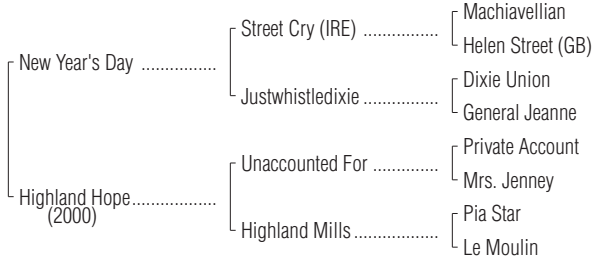 Machiavellian
Street Cry (IRE) ................
Helen Street (GB)
New Year's Day ................
Dixie Union
Justwhistledixie ................
General Jeanne
Private Account
Unaccounted For ..............
Mrs. Jenney
Highland Hope..................
(2000)
Pia Star
Highland Mills..................
Le Moulin